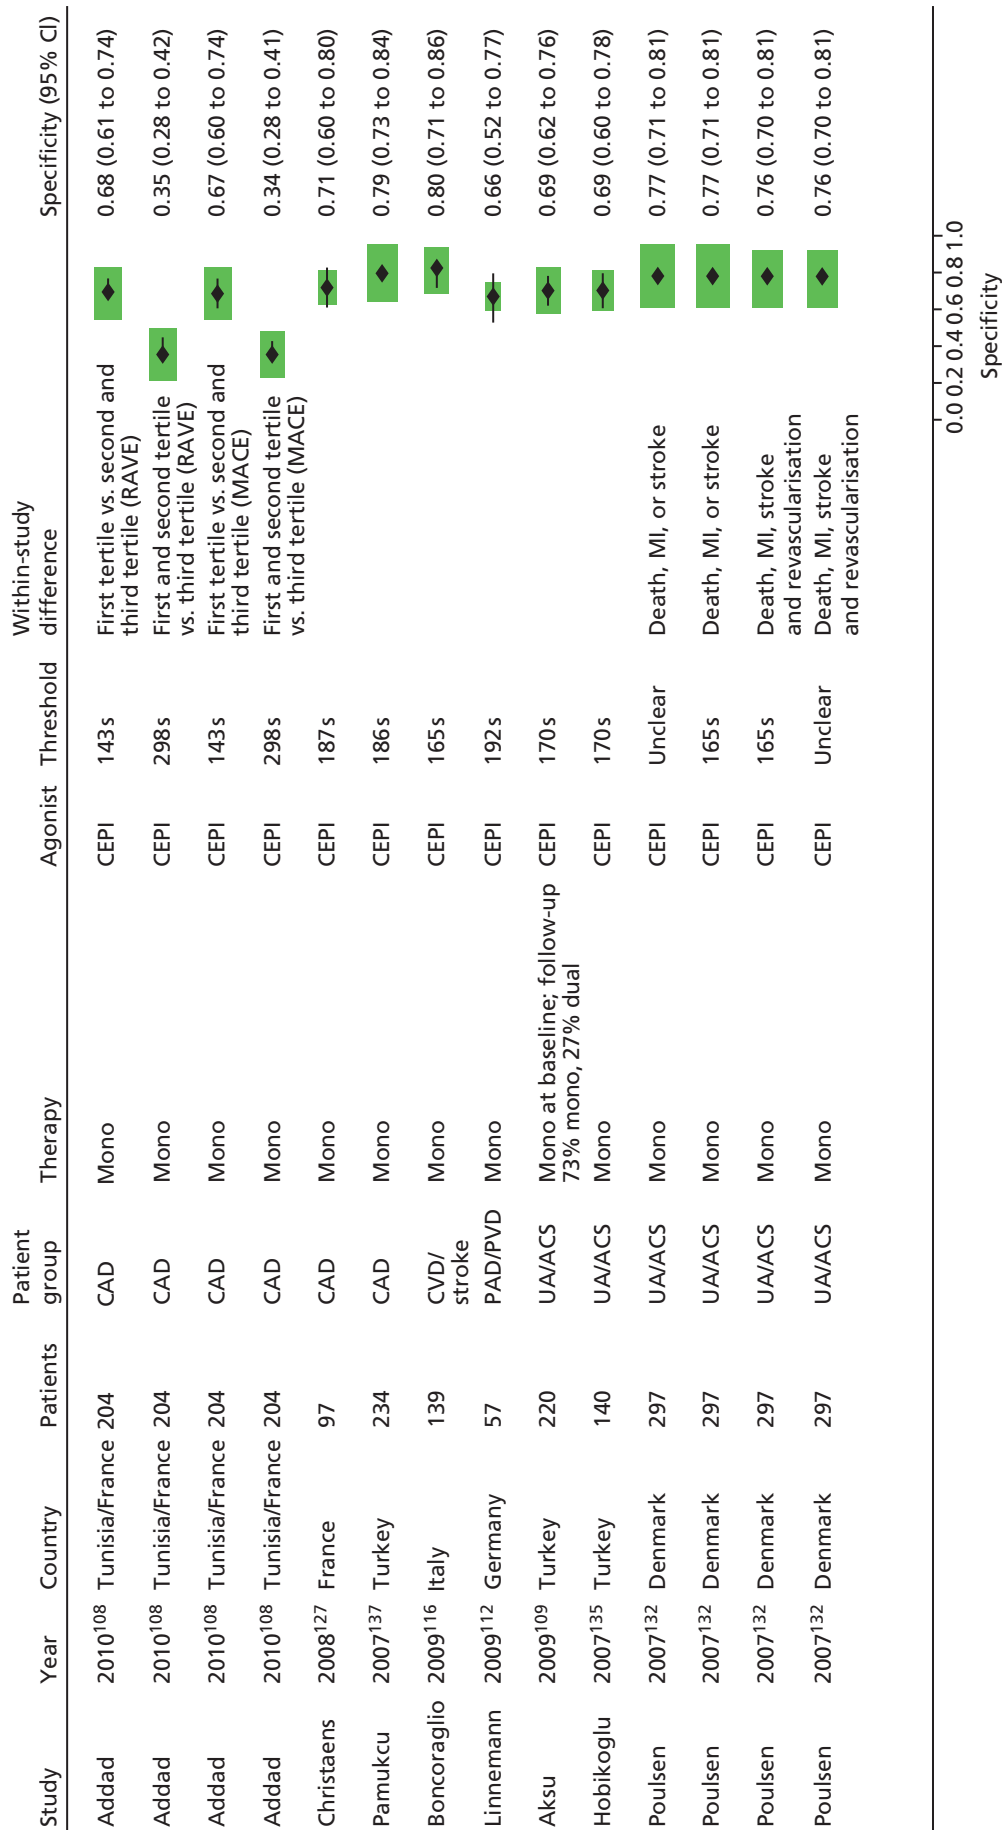 Study Year Country Patients Patient group Therapy Agonist Threshold Within-study difference Specificity (95% CI)
Addad 2010108 Tunisia/France 204 CAD Mono CEPI 143 s First tertile vs. second and third tertile (RAVE) 0.68 (0.61 to 0.74)
Addad 2010108 Tunisia/France 204 CAD Mono CEPI 298 s First and second tertile vs. third tertile (RAVE) 0.35 (0.28 to 0.42)
Addad 2010108 Tunisia/France 204 CAD Mono CEPI 143 s First tertile vs. second and third tertile (MACE) 0.67 (0.60 to 0.74)
Addad 2010108 Tunisia/France 204 CAD Mono CEPI 298 s First and second tertile vs. third tertile (MACE) 0.34 (0.28 to 0.41)
Christaens 2008127 France 97 CAD Mono CEPI 187 s 0.71 (0.60 to 0.80)
Pamukcu 2007137 Turkey 234 CAD Mono CEPI 186 s 0.79 (0.73 to 0.84)
Boncoraglio 2009116 Italy 139 CVD/stroke Mono CEPI 165 s 0.80 (0.71 to 0.86)
Linnemann 2009112 Germany 57 PAD/PVD Mono CEPI 192 s 0.66 (0.52 to 0.77)
Aksu 2009109 Turkey 220 UA/ACS Mono at baseline; follow-up 73% mono, 27% dual CEPI 170 s 0.69 (0.62 to 0.76)
Hobikoglu 2007135 Turkey 140 UA/ACS Mono CEPI 170 s 0.69 (0.60 to 0.78)
Poulsen 2007132 Denmark 297 UA/ACS Mono CEPI Unclear Death, MI, or stroke 0.77 (0.71 to 0.81)
Poulsen 2007132 Denmark 297 UA/ACS Mono CEPI 165 s Death, MI, or stroke 0.77 (0.71 to 0.81)
Poulsen 2007132 Denmark 297 UA/ACS Mono CEPI 165 s Death, MI, stroke and revascularisation 0.76 (0.70 to 0.81)
Poulsen 2007132 Denmark 297 UA/ACS Mono CEPI Unclear Death, MI, stroke and revascularisation 0.76 (0.70 to 0.81)
0.0 0.2 0.4 0.6 0.8 1.0
Specificity